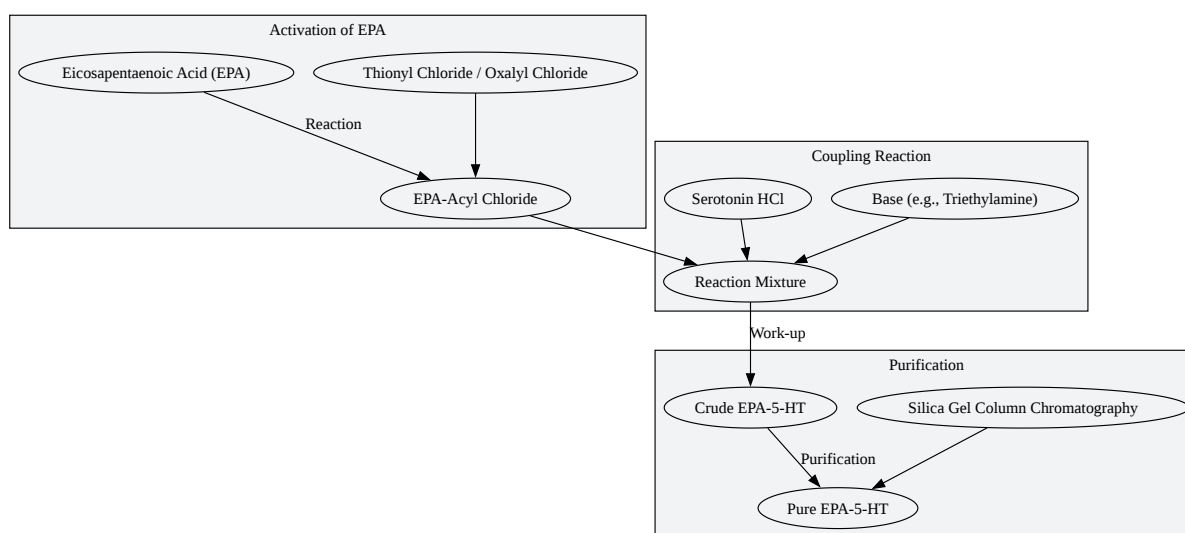 Activation of EPA
Eicosapentaenoic Acid (EPA)
Thionyl Chloride / Oxalyl Chloride
Reaction
EPA-Acyl Chloride
Coupling Reaction
Serotonin HCl
Base (e.g., Triethylamine)
Reaction Mixture
Work-up
Purification
Crude EPA-5-HT
Silica Gel Column Chromatography
Purification
Pure EPA-5-HT